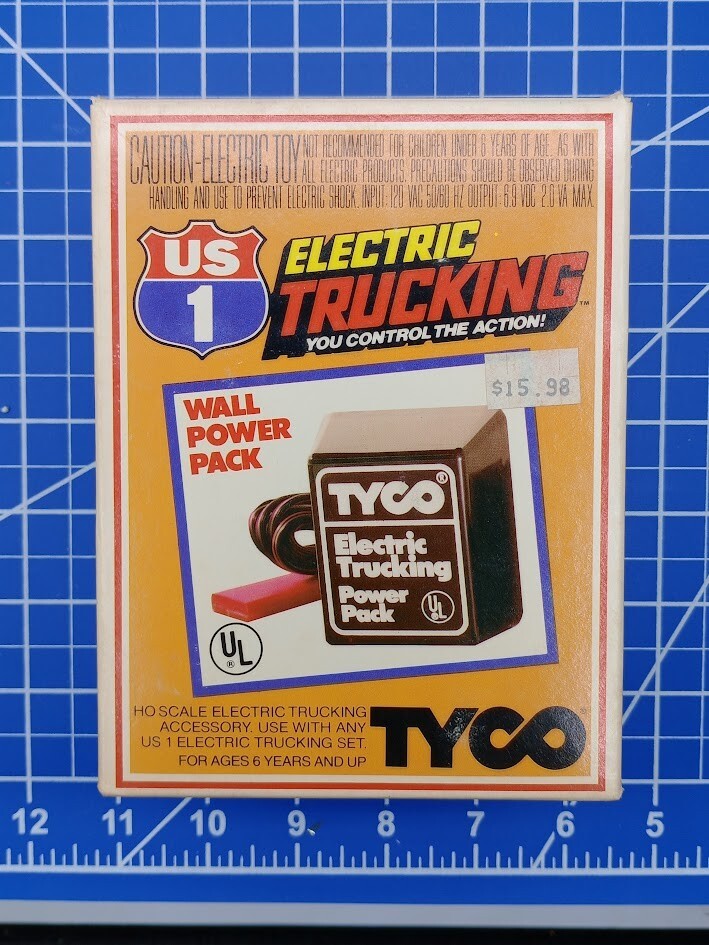 CAUTION-ELECTRIC TOY NOT RECOMMENDED FOR CHILDREN UNDER 6 YEARS OF AGE. AS WITH
ALL ELECTRIC PRODUCTS, PRECAUTIONS SHOULD BE OBSERVED DURING
HANDLING AND USE TO PREVENT ELECTRIC SHOCK. INPUT: 120 VAC 50/60 HZ OUTPUT: 6.9 VDC 2.0 VA MAX.
US
1
ELECTRIC
TRUCKING™
YOU CONTROL THE ACTION!
$15.98
WALL
POWER
PACK
TYCO®
Electric
Trucking
Power
Pack
UL
UL®
HO SCALE ELECTRIC TRUCKING
ACCESSORY. USE WITH ANY
US 1 ELECTRIC TRUCKING SET.
FOR AGES 6 YEARS AND UP
TYCO®
12 11 10 9 8 7 6 5